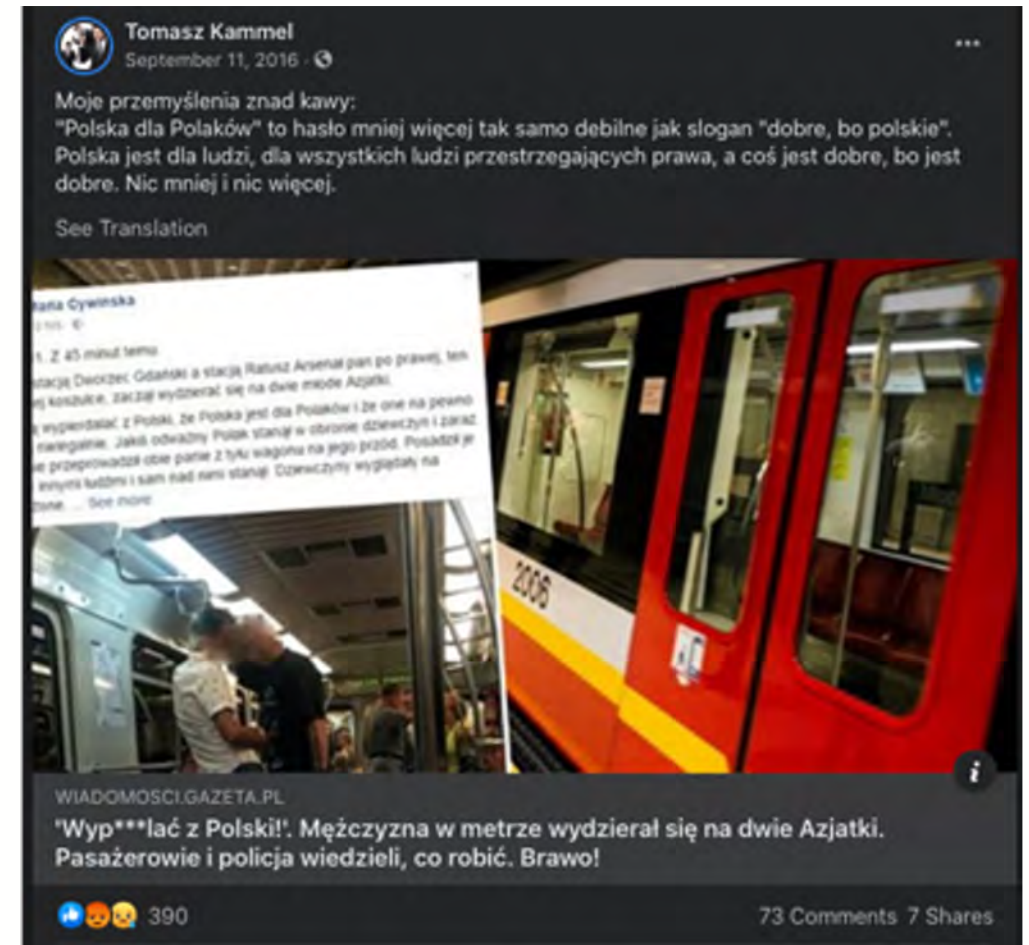 Tomasz Kammel
September 11, 2016 ·
Moje przemyślenia znad kawy:
"Polska dla Polaków" to hasło mniej więcej tak samo debilne jak slogan "dobre, bo polskie".
Polska jest dla ludzi, dla wszystkich ludzi przestrzegających prawa, a coś jest dobre, bo jest
dobre. Nic mniej i nic więcej.
See Translation
Cywinska
1. Z 45 minut temu
stacją Dworzec Gdański a stacją Ratusz Arsenał pan po prawej, ten
ej koszulce, zaczął wydzierać się na dwie młode Azjatki.
wypierdalać z Polski, że Polska jest dla Polaków i że one na pewno
nielegalnie. Jakiś odważny Polak stanął w obronie dziewczyn i zaraz
przeprowadził obie panie z tyłu wagonu na jego przód. Posadził je
innymi ludźmi i sam nad nimi stanął. Dziewczyny wyglądały na
... See more
2006
WIADOMOSCI.GAZETA.PL
'Wyp***lać z Polski!'. Mężczyzna w metrze wydzierał się na dwie Azjatki.
Pasażerowie i policja wiedzieli, co robić. Brawo!
390
73 Comments 7 Shares